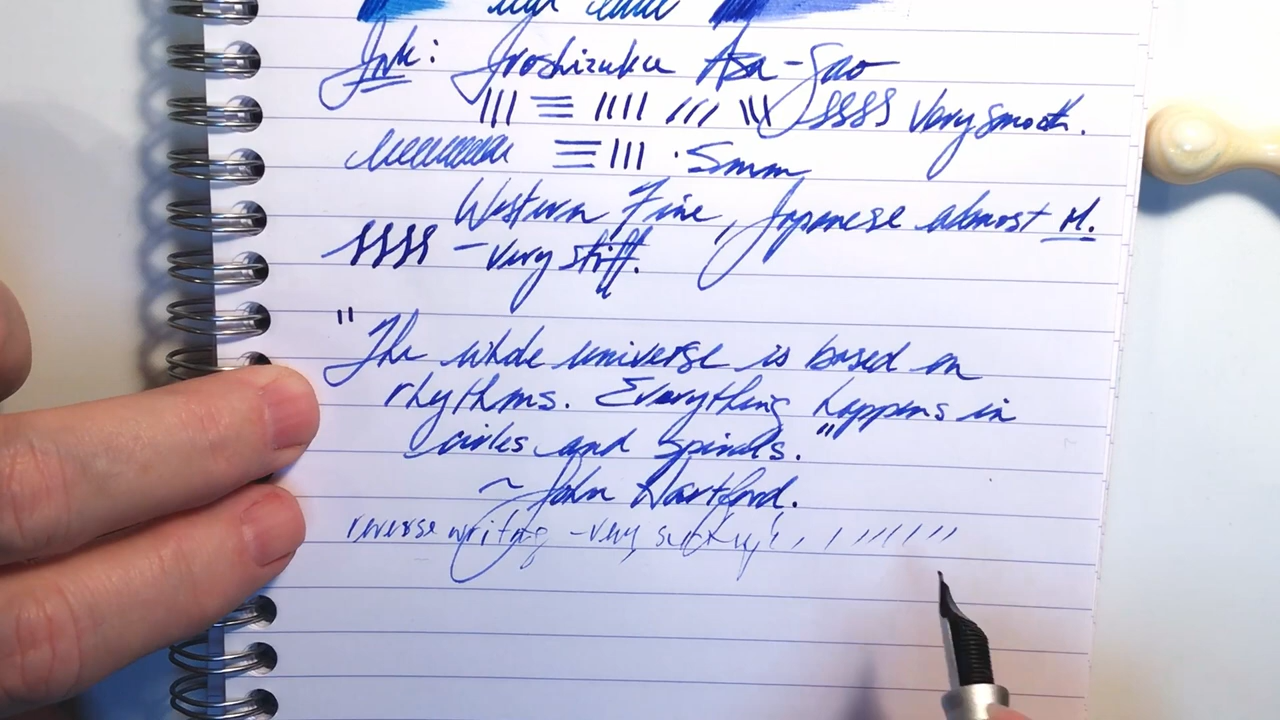 Ink: Iroshizuku Asa-Gao
Very smooth.
.5mm
Western Fine, Japanese almost M.
- Very stiff.
"The whole universe is based on
rhythms. Everything happens in
circles and spirals."
~ John Hartford.
reverse writing - very